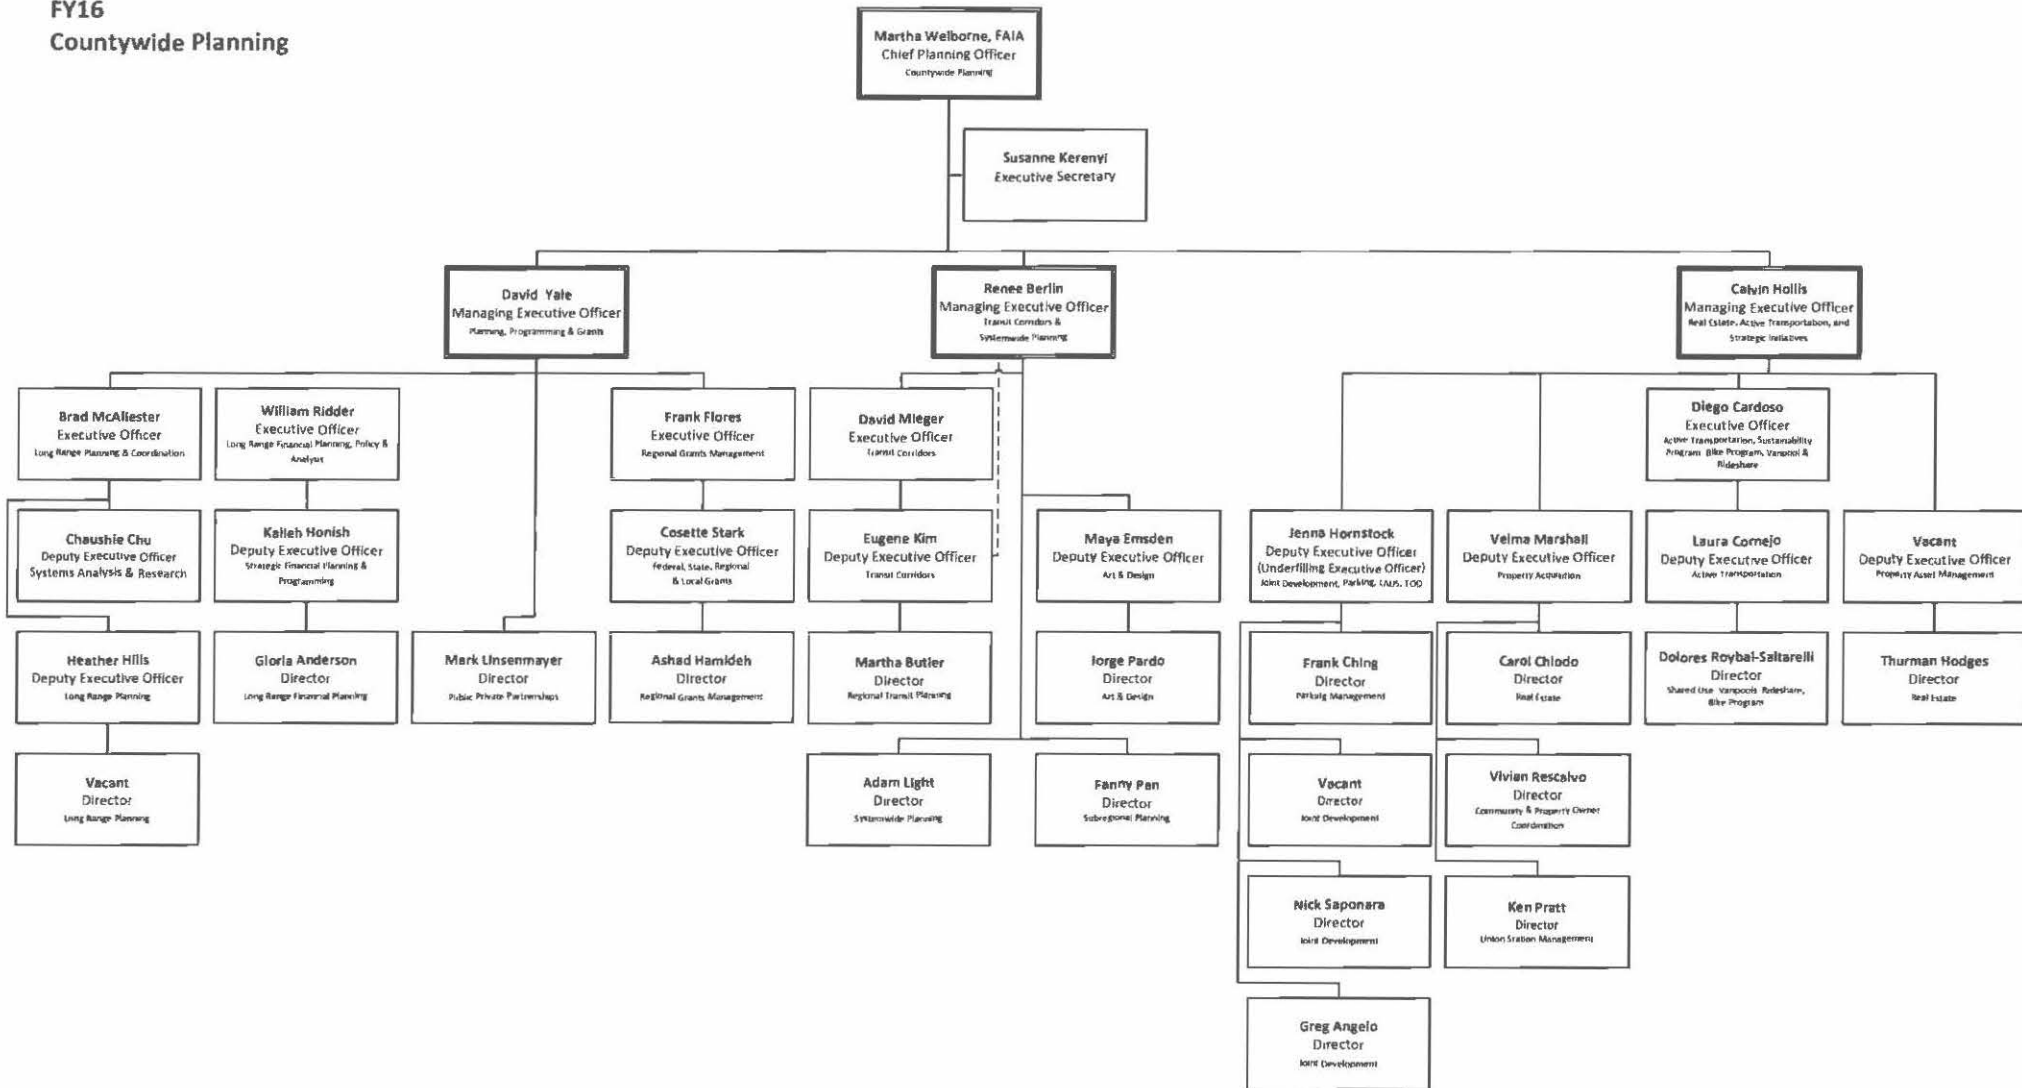 FY16
Countywide Planning
Martha Welborne, FAIA
Chief Planning Officer
Countywide Planning
Susanne Kerenyi
Executive Secretary
David Yale
Managing Executive Officer
Planning, Programming & Grants
Renee Berlin
Managing Executive Officer
Transit Corridors &
Systemwide Planning
Calvin Hollis
Managing Executive Officer
Real Estate, Active Transportation, and
Strategic Initiatives
Brad McAllester
Executive Officer
Long Range Planning & Coordination
William Ridder
Executive Officer
Long Range Financial Planning, Policy &
Analysis
Frank Flores
Executive Officer
Regional Grants Management
David Mieger
Executive Officer
Transit Corridors
Diego Cardoso
Executive Officer
Active Transportation, Sustainability
Program Bike Program, Vanpool &
Rideshare
Chaushie Chu
Deputy Executive Officer
Systems Analysis & Research
Kalieh Honish
Deputy Executive Officer
Strategic Financial Planning &
Programming
Cosette Stark
Deputy Executive Officer
Federal, State, Regional
& Local Grants
Eugene Kim
Deputy Executive Officer
Transit Corridors
Maya Emsden
Deputy Executive Officer
Art & Design
Jenna Hornstock
Deputy Executive Officer
(Underfilling Executive Officer)
Joint Development, Parking, LAUS, TOD
Velma Marshall
Deputy Executive Officer
Property Acquisition
Laura Cornejo
Deputy Executive Officer
Active Transportation
Vacant
Deputy Executive Officer
Property Asset Management
Heather Hills
Deputy Executive Officer
Long Range Planning
Gloria Anderson
Director
Long Range Financial Planning
Mark Linsenmayer
Director
Public Private Partnerships
Ashad Hamideh
Director
Regional Grants Management
Martha Butler
Director
Regional Transit Planning
Jorge Pardo
Director
Art & Design
Frank Ching
Director
Parking Management
Carol Chiodo
Director
Real Estate
Dolores Roybal-Saltarelli
Director
Shared Use Vanpools Rideshare,
Bike Program
Thurman Hodges
Director
Real Estate
Vacant
Director
Long Range Planning
Adam Light
Director
Systemwide Planning
Fanny Pan
Director
Subregional Planning
Vacant
Director
Joint Development
Vivian Rescalvo
Director
Community & Property Owner
Coordination
Nick Saponara
Director
Joint Development
Ken Pratt
Director
Union Station Management
Greg Angelo
Director
Joint Development